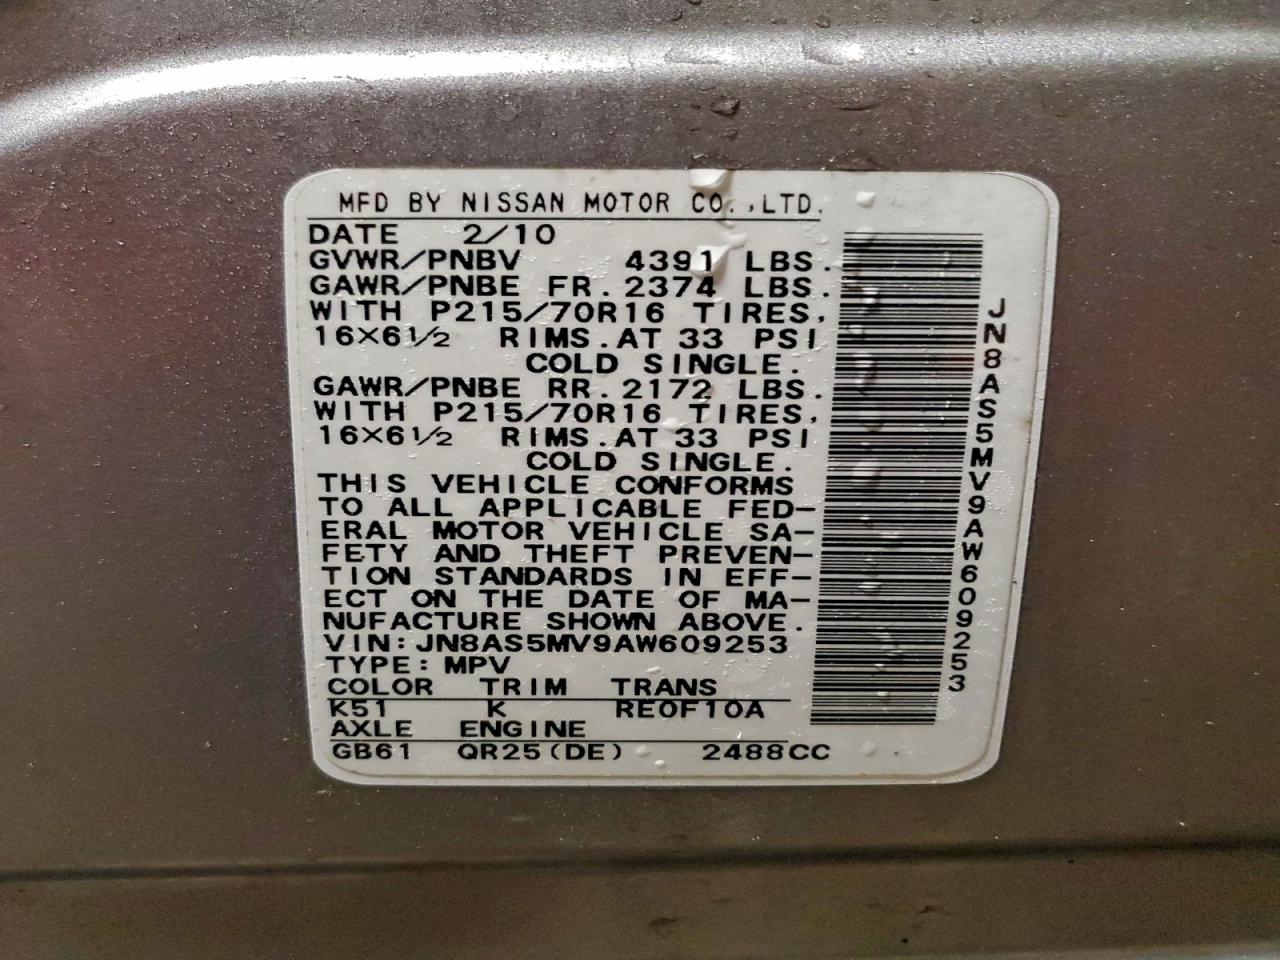 MFD BY NISSAN MOTOR CO.,LTD.
DATE 2/10
GVWR/PNBV 4391 LBS.
GAWR/PNBE FR.2374 LBS.
WITH P215/70R16 TIRES,
16X6 1/2 RIMS.AT 33 PSI
COLD SINGLE.
GAWR/PNBE RR.2172 LBS.
WITH P215/70R16 TIRES,
16X6 1/2 RIMS.AT 33 PSI
COLD SINGLE.
THIS VEHICLE CONFORMS
TO ALL APPLICABLE FED-
ERAL MOTOR VEHICLE SA-
FETY AND THEFT PREVEN-
TION STANDARDS IN EFF-
ECT ON THE DATE OF MA-
NUFACTURE SHOWN ABOVE.
VIN:JN8AS5MV9AW609253
TYPE:MPV
COLOR TRIM TRANS
K51 K RE0F10A
AXLE ENGINE
GB61 QR25(DE) 2488CC
JN8AS5MV9AW609253